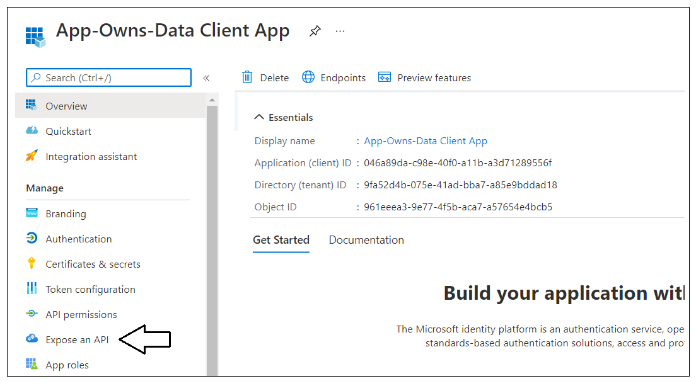 App-Owns-Data Client App
Search (Ctrl+/)
«
Delete
Endpoints
Preview features
Overview
Quickstart
Integration assistant
Manage
Branding
Authentication
Certificates & secrets
Token configuration
API permissions
Expose an API
App roles
Essentials
Display name : App-Owns-Data Client App
Application (client) ID : 046a89da-c98e-40f0-a11b-a3d71289556f
Directory (tenant) ID : 9fa52d4b-075e-41ad-bba7-a85e9bddad18
Object ID : 961eeea3-9e77-4f5b-aca7-a57654e4bcb5
Get Started Documentation
Build your application wit
The Microsoft identity platform is an authentication service, ope
standards-based authentication solutions, access and pro